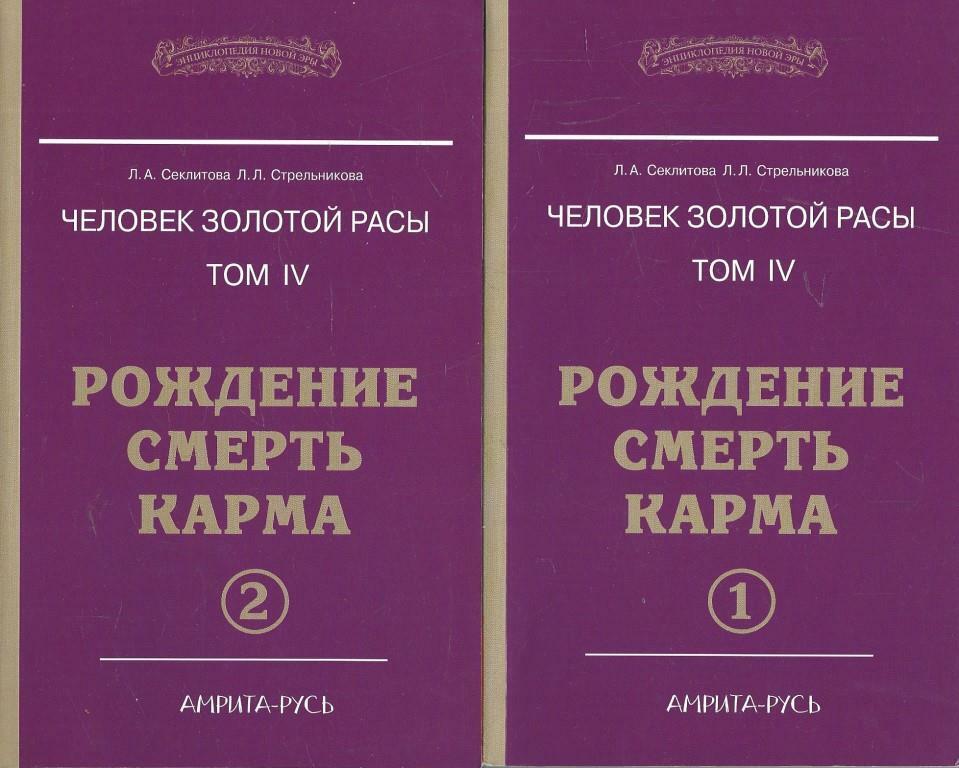 ЭНЦИКЛОПЕДИЯ НОВОЙ ЭРЫ
Л. А. Секлитова Л. Л. Стрельникова
ЧЕЛОВЕК ЗОЛОТОЙ РАСЫ
ТОМ IV
РОЖДЕНИЕ
СМЕРТЬ
КАРМА
2
АМРИТА-РУСЬ
ЭНЦИКЛОПЕДИЯ НОВОЙ ЭРЫ
Л. А. Секлитова Л. Л. Стрельникова
ЧЕЛОВЕК ЗОЛОТОЙ РАСЫ
ТОМ IV
РОЖДЕНИЕ
СМЕРТЬ
КАРМА
1
АМРИТА-РУСЬ